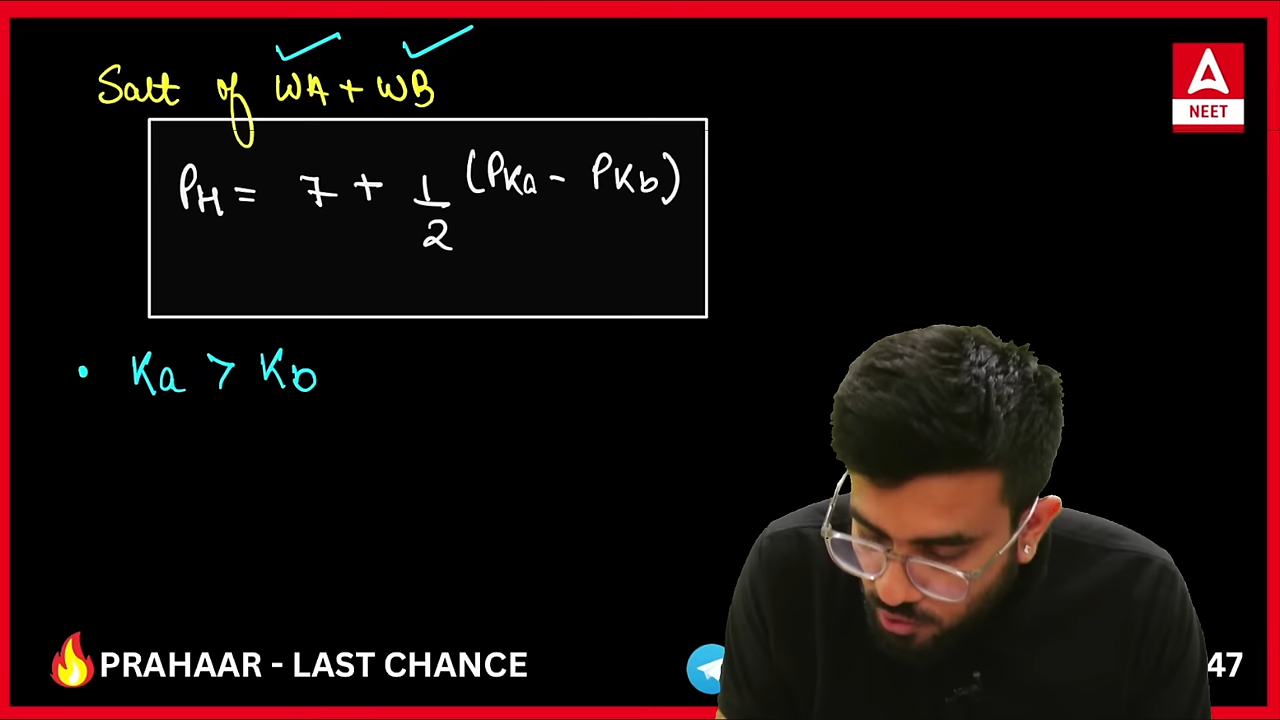 Salt of WA + WB
PH = 7 + 1/2 (PKa - PKb)
• Ka > Kb
NEET
PRAHAAR - LAST CHANCE
47